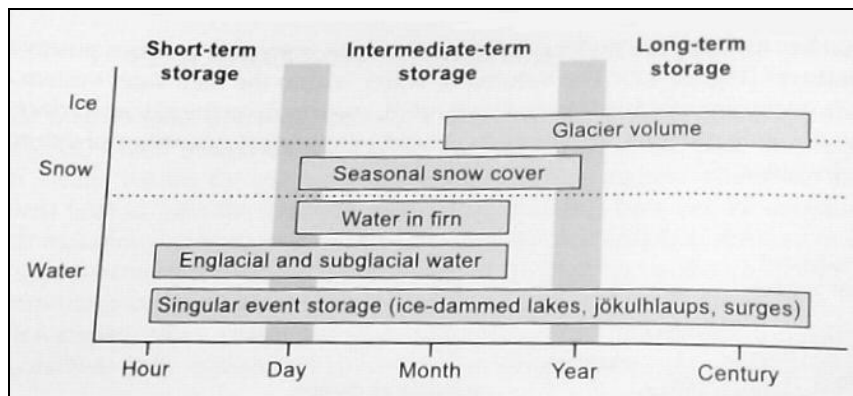 Short-term
storage
Intermediate-term
storage
Long-term
storage
Ice
Glacier volume
Snow
Seasonal snow cover
Water in firn
Water
Englacial and subglacial water
Singular event storage (ice-dammed lakes, jökulhlaups, surges)
Hour
Day
Month
Year
Century